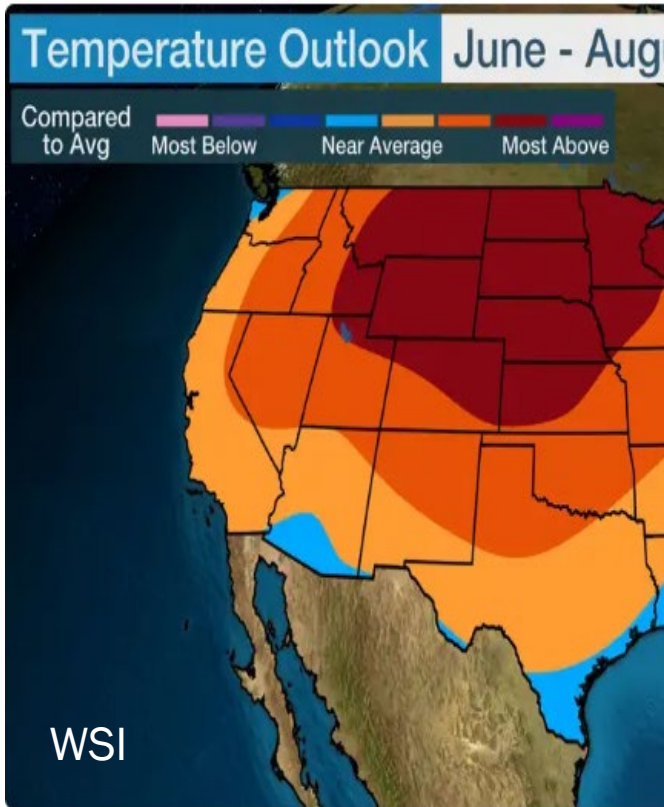 Temperature Outlook June - Aug
Compared
to Avg
Most Below Near Average Most Above
WSI